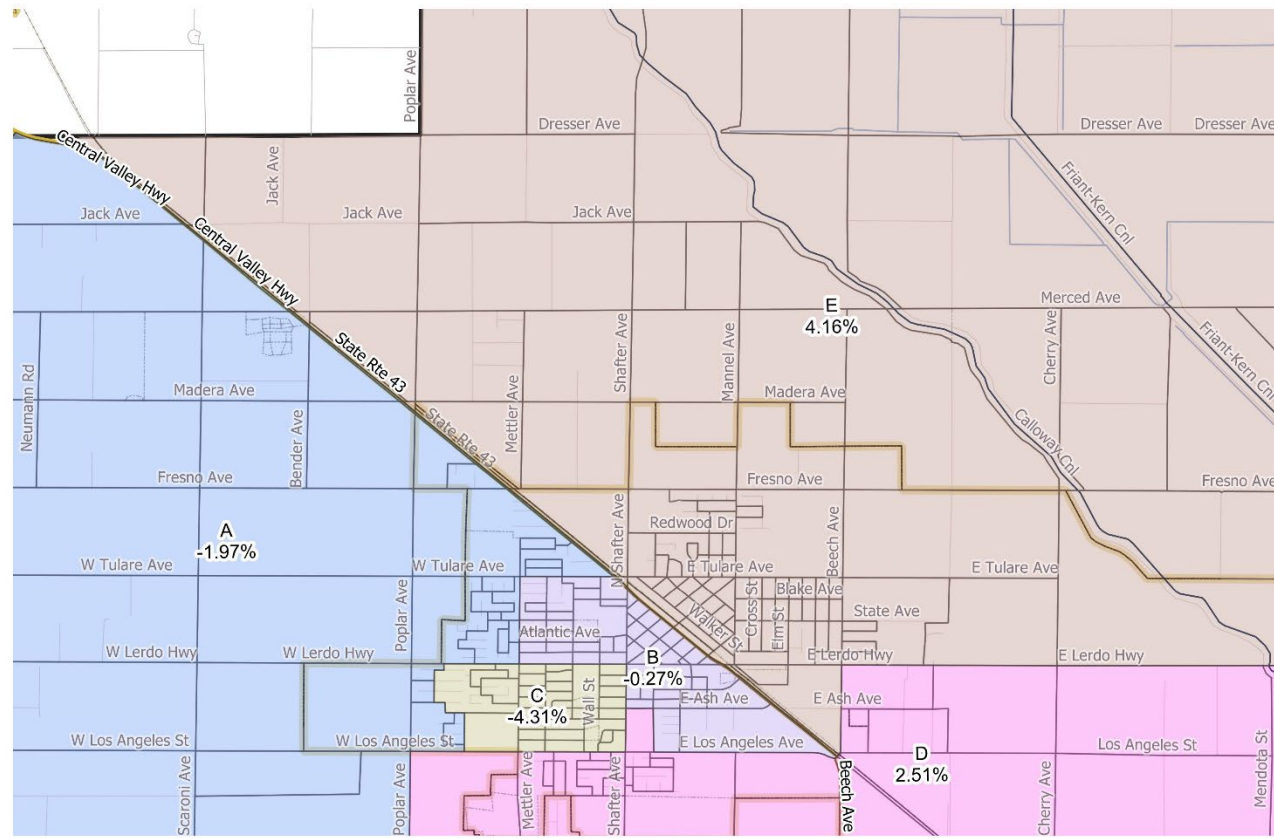 Poplar Ave
Dresser Ave
Dresser Ave
Dresser Ave
Central Valley Hwy
Jack Ave
Friant-Kern Cnl
Jack Ave
Jack Ave
Jack Ave
Central Valley Hwy
Merced Ave
E
4.16%
Friant-Kern Cnl
State Rte 43
Shafter Ave
Mannel Ave
Cherry Ave
Neumann Rd
Madera Ave
Madera Ave
State Rte 43
Mettler Ave
Calloway Cnl
Bender Ave
Fresno Ave
Fresno Ave
Fresno Ave
A
-1.97%
Redwood Dr
N Shafter Ave
Beech Ave
W Tulare Ave
W Tulare Ave
E Tulare Ave
E Tulare Ave
Blake Ave
Cross St
Elm St
State Ave
Walker St
Poplar Ave
Atlantic Ave
W Lerdo Hwy
W Lerdo Hwy
E Lerdo Hwy
E Lerdo Hwy
B
-0.27%
C
-4.31%
Wall St
E Ash Ave
E Ash Ave
W Los Angeles St
W Los Angeles St
E Los Angeles Ave
Los Angeles St
D
2.51%
Scaroni Ave
Poplar Ave
Mettler Ave
Shafter Ave
Beech Ave
Cherry Ave
Mendota St